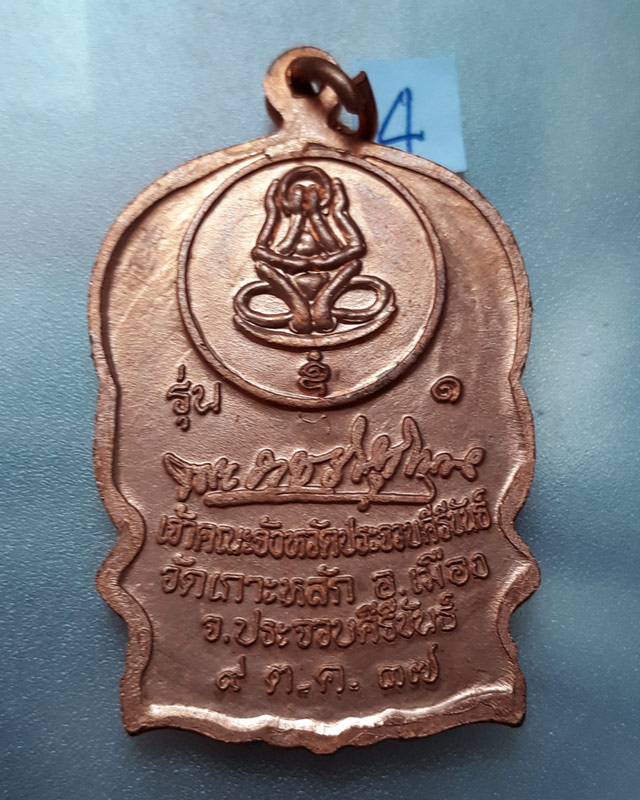 4
รุ่น ๑
เจ้าคณะจังหวัดประจวบคีรีขันธ์
วัดเกาะหลัก อ.เมือง
จ.ประจวบคีรีขันธ์
๙ ต.ค. ๓๗